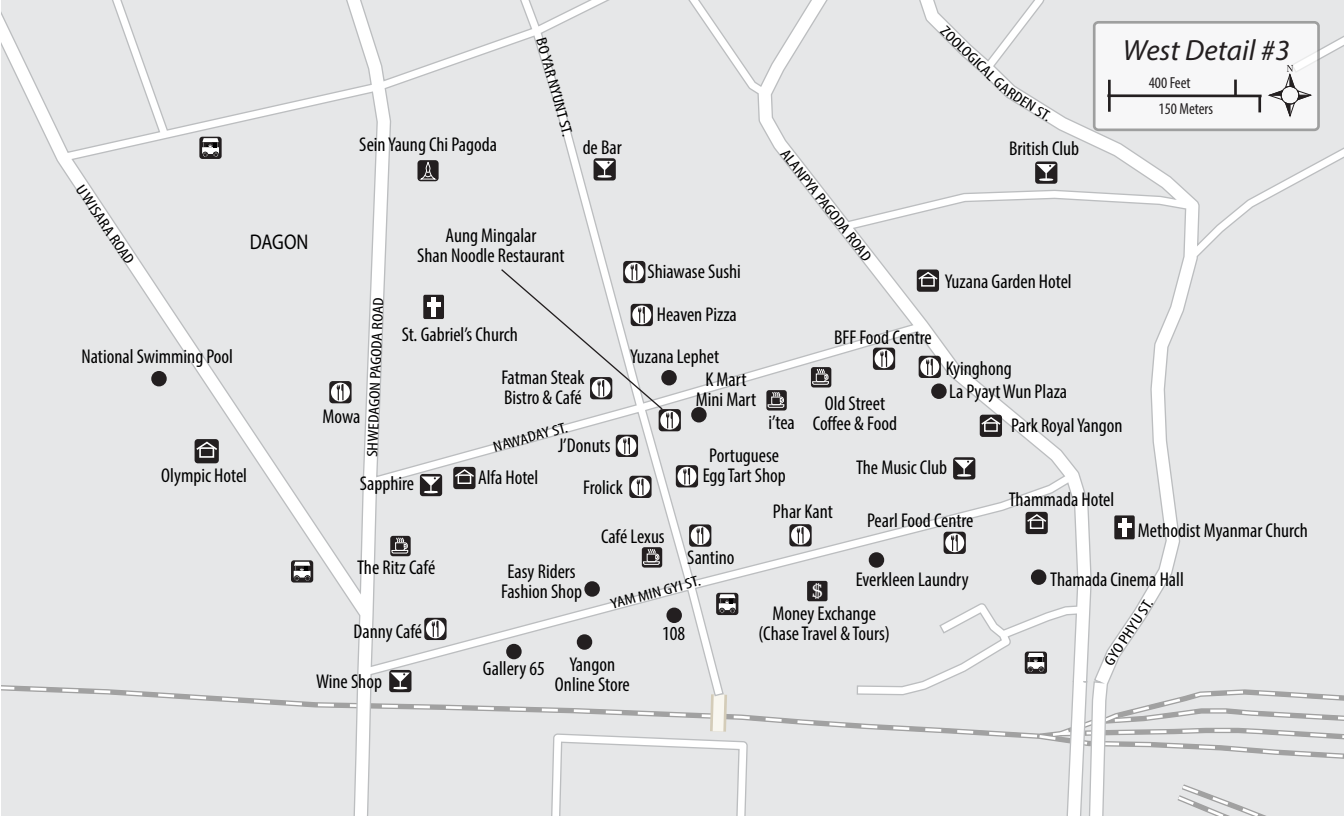 West Detail #3
N
400 Feet
150 Meters
ZOOLOGICAL GARDEN ST.
BO YAR NYUNT ST.
Sein Yaung Chi Pagoda
de Bar
British Club
ALANPYA PAGODA ROAD
U WISARA ROAD
DAGON
Aung Mingalar
Shan Noodle Restaurant
Shiawase Sushi
Yuzana Garden Hotel
Heaven Pizza
St. Gabriel's Church
SHWEDAGON PAGODA ROAD
BFF Food Centre
National Swimming Pool
Yuzana Lephet
Kyinghong
Fatman Steak
Bistro & Café
K Mart
Mini Mart
La Pyayt Wun Plaza
Mowa
i'tea
Old Street
Coffee & Food
Park Royal Yangon
NAWADAY ST.
J'Donuts
Portuguese
Egg Tart Shop
The Music Club
Olympic Hotel
Sapphire
Alfa Hotel
Frolick
Thammada Hotel
Phar Kant
Pearl Food Centre
Methodist Myanmar Church
Café Lexus
Santino
The Ritz Café
Easy Riders
Fashion Shop
Everkleen Laundry
Thamada Cinema Hall
YAM MIN GYI ST.
$
Money Exchange
(Chase Travel & Tours)
GYO PHYU ST.
Danny Café
108
Gallery 65
Yangon
Online Store
Wine Shop